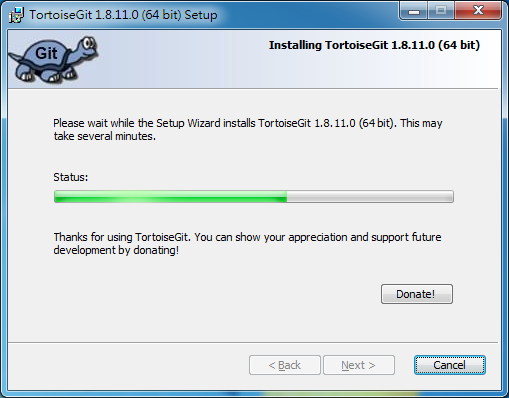 TortoiseGit 1.8.11.0 (64 bit) Setup
Installing TortoiseGit 1.8.11.0 (64 bit)
Git
Please wait while the Setup Wizard installs TortoiseGit 1.8.11.0 (64 bit). This may
take several minutes.
Status:
Thanks for using TortoiseGit. You can show your appreciation and support future
development by donating!
Donate!
< Back
Next >
Cancel